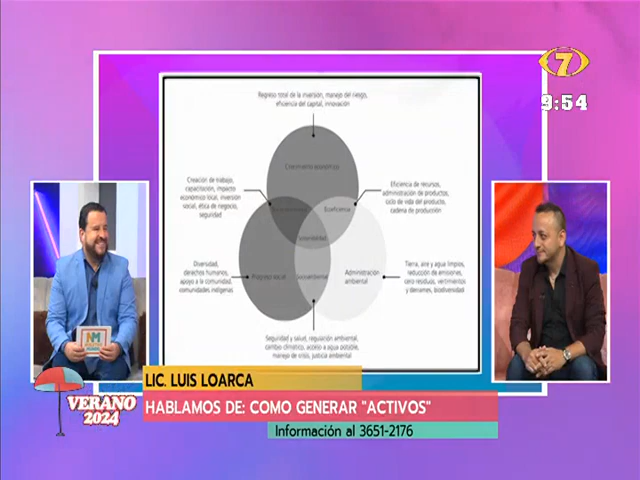 7
9:54
Regreso total de la inversión, manejo del riesgo,
eficiencia del capital, innovación
Crecimiento económico
Creación de trabajo,
capacitación, impacto
económico local, inversión
social, ética de negocio,
seguridad
Eficiencia de recursos,
administración de productos,
ciclo de vida del producto,
cadena de producción
Ecoeficiencia
Diversidad,
derechos humanos,
apoyo a la comunidad,
comunidades indígenas
Progreso social
Socioambiental
Administración
ambiental
Tierra, aire y agua limpios,
reducción de emisiones,
cero residuos, vertimientos
y derrames, biodiversidad
Seguridad y salud, regulación ambiental,
cambio climático, acceso a agua potable,
manejo de crisis, justicia ambiental
LIC. LUIS LOARCA
VERANO
2024
HABLAMOS DE: COMO GENERAR "ACTIVOS"
Información al 3651-2176